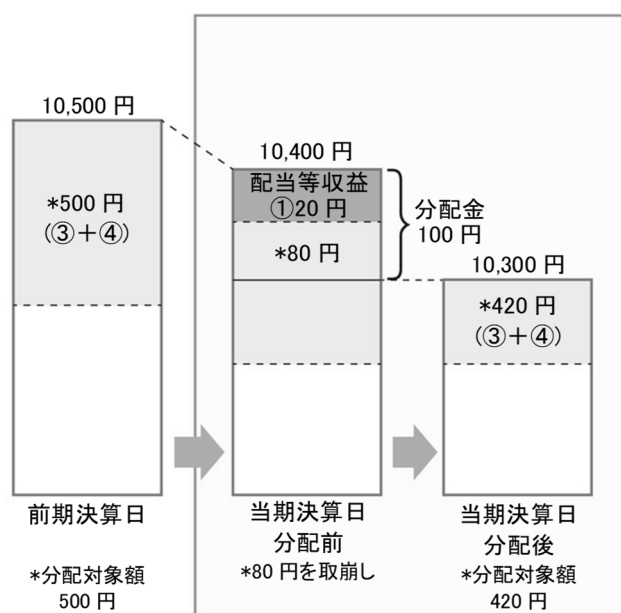 10,500 円
*500 円
(③＋④)
前期決算日
*分配対象額
500 円
10,400 円
配当等収益
①20 円
*80 円
分配金
100 円
当期決算日
分配前
*80 円を取崩し
10,300 円
*420 円
(③＋④)
当期決算日
分配後
*分配対象額
420 円